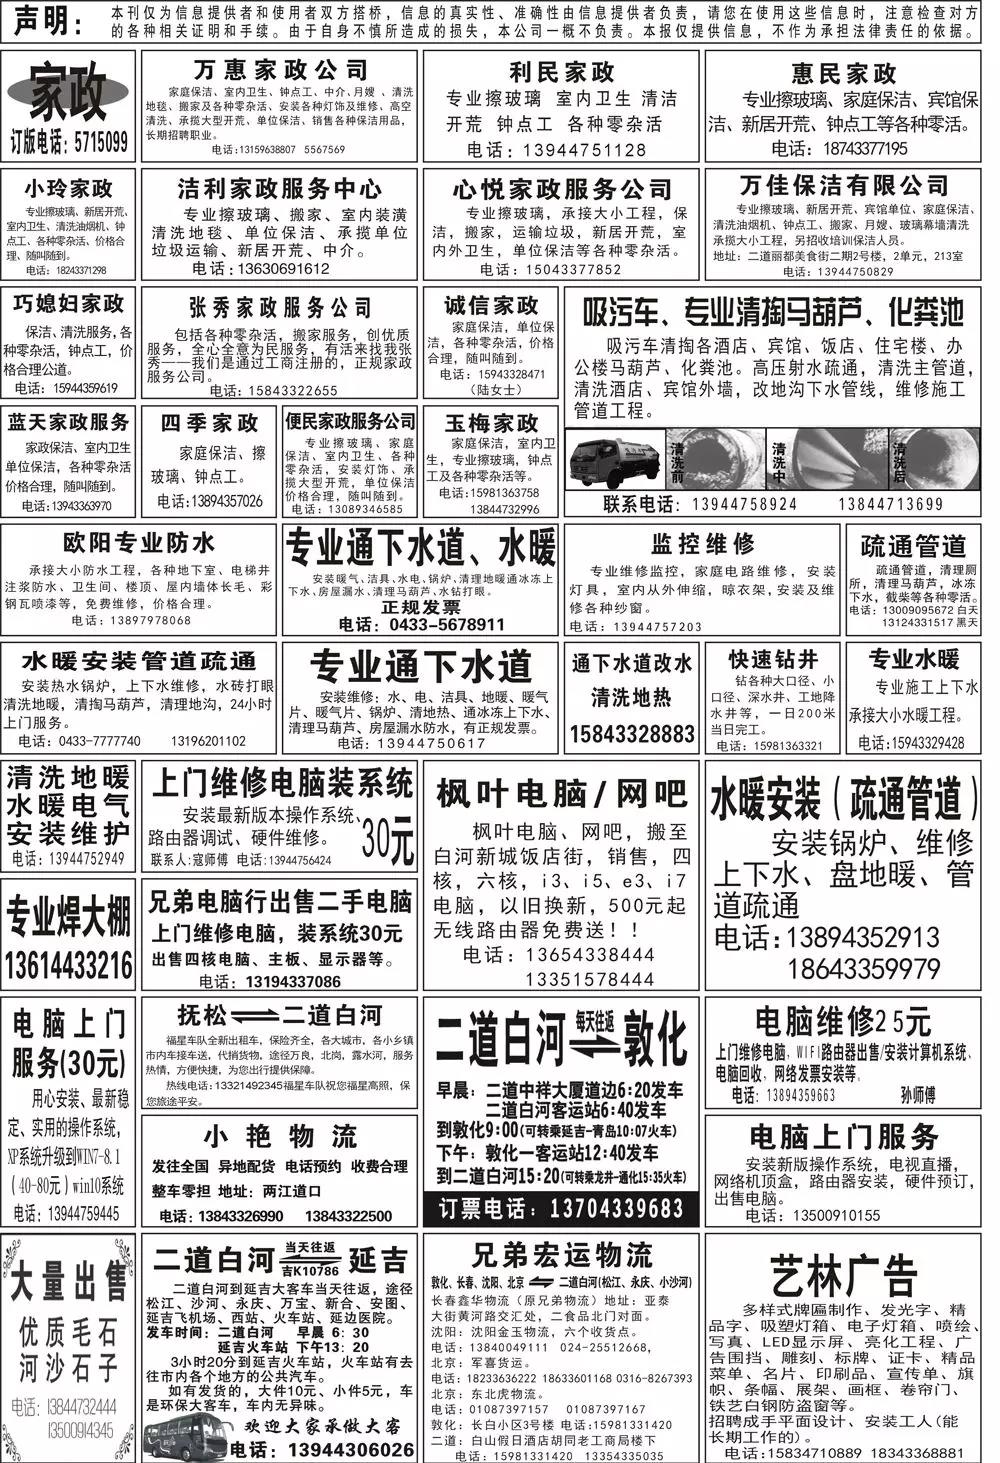 声明：
本刊仅为信息提供者和使用者双方搭桥，信息的真实性、准确性由信息提供者负责，请您在使用这些信息时，注意检查对方
的各种相关证明和手续。由于自身不慎所造成的损失，本公司一概不负责。本报仅提供信息，不作为承担法律责任的依据。
家政
订版电话：5715099
万惠家政公司
家庭保洁、室内卫生、钟点工、中介、月嫂、清洗
地毯、搬家及各种零杂活、安装各种灯饰及维修、高空
清洗、承揽大型开荒、单位保洁、销售各种保洁用品，
长期招聘职业。
电话:13159638807 5567569
利民家政
专业擦玻璃 室内卫生 清洁
开荒 钟点工 各种零杂活
电话：13944751128
惠民家政
专业擦玻璃、家庭保洁、宾馆保
洁、新居开荒、钟点工等各种零活。
电话：18743377195
小玲家政
专业擦玻璃、新居开荒、
室内卫生、清洗油烟机、钟
点工、各种零杂活、价格合
理、随叫随到。
电话：18243371298
洁利家政服务中心
专业擦玻璃、搬家、室内装潢
清洗地毯、单位保洁、承揽单位
垃圾运输、新居开荒、中介。
电话:13630691612
心悦家政服务公司
专业擦玻璃，承接大小工程，保
洁，搬家，运输垃圾，新居开荒，室
内外卫生，单位保洁等各种零杂活。
电话：15043377852
万佳保洁有限公司
专业擦玻璃、新居开荒、宾馆单位、家庭保洁、
清洗油烟机、钟点工、搬家、月嫂、玻璃幕墙清洗
承揽大小工程，另招收培训保洁人员。
地址：二道丽都美食街二期2号楼，2单元，213室
电话：13944750829
巧媳妇家政
保洁、清洗服务，各
种零杂活，钟点工，价
格合理公道。
电话：15944359619
张秀家政服务公司
包括各种零杂活，搬家服务，创优质
服务，全心全意为民服务，有活来找我张
秀——我们是通过工商注册的，正规家政
服务公司。
电话：15843322655
诚信家政
家庭保洁，单位保
洁，各种零杂活，价格
合理，随叫随到。
电话：15943328471
（陆女士）
吸污车、专业清掏马葫芦、化粪池
吸污车清掏各酒店、宾馆、饭店、住宅楼、办
公楼马葫芦、化粪池。高压射水疏通，清洗主管道，
清洗酒店、宾馆外墙，改地沟下水管线，维修施工
管道工程。
清洗前
清洗中
清洗后
联系电话：13944758924 13844713699
蓝天家政服务
家政保洁、室内卫生
单位保洁，各种零杂活
价格合理，随叫随到。
电话:13943363970
四季家政
家庭保洁、擦
玻璃、钟点工。
电话:13894357026
便民家政服务公司
专业擦玻璃、家庭
保洁、室内卫生、各种
零杂活，安装灯饰、承
揽大型开荒，单位保洁
价格合理，随叫随到。
电话：13089346585
玉梅家政
家庭保洁，室内卫
生，专业擦玻璃，钟点
工及各种零杂活等。
电话:15981363758
13844732996
欧阳专业防水
承接大小防水工程，各种地下室、电梯井
注浆防水、卫生间、楼顶、屋内墙体长毛，彩
钢瓦喷漆等，免费维修，价格合理。
电话：13897978068
专业通下水道、水暖
安装暖气、洁具、水电、锅炉、清理地暖通冰冻上
下水、房屋漏水、清理马葫芦、水钻打眼。
正规发票
电话：0433-5678911
监控维修
专业维修监控，家庭电路维修，安装
灯具，室内从外伸缩，晾衣架，安装及维
修各种纱窗。
电话：13944757203
疏通管道
疏通管道，清理厕
所，清理马葫芦，冰冻
下水，截柴等各种零活。
电话：13009095672 白天
13124331517 黑天
水暖安装管道疏通
安装热水锅炉，上下水维修，水砖打眼
清洗地暖，清掏马葫芦，清理地沟，24小时
上门服务。
电话：0433-7777740 13196201102
专业通下水道
安装维修：水、电、洁具、地暖、暖气
片、暖气片、锅炉、清地热、通冰冻上下水、
清理马葫芦、房屋漏水防水，有正规发票。
电话：13944750617
通下水道改水
清洗地热
15843328883
快速钻井
钻各种大口径、小
口径、深水井、工地降
水井等，一日200米
当日完工。
电话：15981363321
专业水暖
专业施工上下水
承接大小水暖工程。
电话：15943329428
清洗地暖
水暖电气
安装维护
电话：13944752949
上门维修电脑装系统
安装最新版本操作系统、
路由器调试、硬件维修。
30元
联系人：寇师傅 电话:13944756424
枫叶电脑/网吧
枫叶电脑、网吧，搬至
白河新城饭店街，销售，四
核，六核，i3、i5、e3、i7
电脑，以旧换新，500元起
无线路由器免费送！！
电话：13654338444
13351578444
水暖安装（疏通管道）
安装锅炉、维修
上下水、盘地暖、管
道疏通
电话:13894352913
18643359979
专业焊大棚
13614433216
兄弟电脑行出售二手电脑
上门维修电脑，装系统30元
出售四核电脑、主板、显示器等。
电话：13194337086
电脑上门
服务(30元)
用心安装、最新稳
定、实用的操作系统，
XP系统升级到WIN7-8.1
（40-80元）win10系统
电话：13944759445
抚松 二道白河
福星车队全新出租车，保险齐全，各大城市，各小乡镇
市内车接车送，代捎货物，途径万良，北岗，露水河，服务
热情，方便快捷，为您出行提供保障。
热线电话:13321492345福星车队祝您福星高照，保
您旅途平安。
二道白河 每天往返 敦化
早晨：二道中祥大厦道边6:20发车
二道白河客运站6:40发车
到敦化9:00(可转乘延吉-青岛10:07火车)
下午：敦化一客运站12:40发车
到二道白河15:20(可转乘龙井-通化15:35火车)
订票电话：13704339683
电脑维修25元
上门维修电脑，WIFI路由器出售/安装计算机系统、
电脑回收，网络发票安装等，
电话：13894359663 孙师傅
小艳物流
发往全国 异地配货 电话预约 收费合理
整车零担 地址：两江道口
电话：13843326990 13843322500
电脑上门服务
安装新版操作系统，电视直播，
网络机顶盒，路由器安装，硬件预订，
出售电脑。
电话：13500910155
大量出售
优质毛石
河沙石子
电话：13844732444
13500914345
二道白河 当天往返 吉K10786 延吉
二道白河到延吉大客车当天往返，途径
松江、沙河、永庆、万宝、新合、安图、
延吉飞机场、西站、火车站、延边医院。
发车时间：二道白河 早晨 6：30
延吉火车站 下午13：20
3小时20分到延吉火车站，火车站有去
往市内各个地方的公共汽车。
如有发货的，大件10元、小件5元，车
是环保大客车，车内无异味。
欢迎大家承做大客
电话：13944306026
兄弟宏运物流
敦化、长春、沈阳、北京 二道白河(松江、永庆、小沙河)
长春鑫华物流（原兄弟物流）地址：亚泰
大街黄河路交汇处，二食品北门对面。
沈阳：沈阳金玉物流，六个收货点。
电话：13840049111 024-25512668，
北京：军喜货运。
电话：18233636222 18633601168 0316-8267393
北京：东北虎物流。
电话：01087397157 01087397167
敦化：长白小区3号楼 电话:15981331420
二道：白山假日酒店胡同老工商局楼下
电话：15981331420 13354335035
艺林广告
多样式牌匾制作、发光字、精
品字、吸塑灯箱、电子灯箱、喷绘、
写真、LED显示屏、亮化工程、广
告围挡、雕刻、标牌、证卡、精品
菜单、名片、印刷品、宣传单、旗
帜、条幅、展架、画框、卷帘门、
铁艺白钢防盗窗等。
招聘成手平面设计、安装工人(能
长期工作的)。
电话:15834710889 18343368881